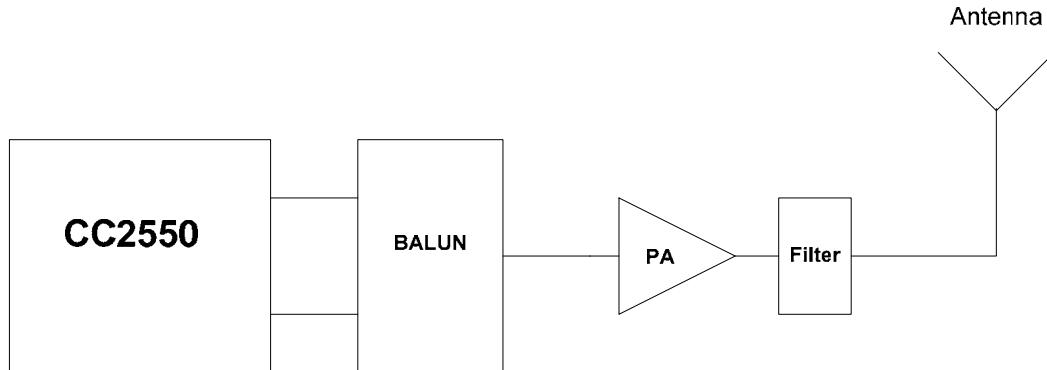 Antenna
CC2550
BALUN
PA
Filter